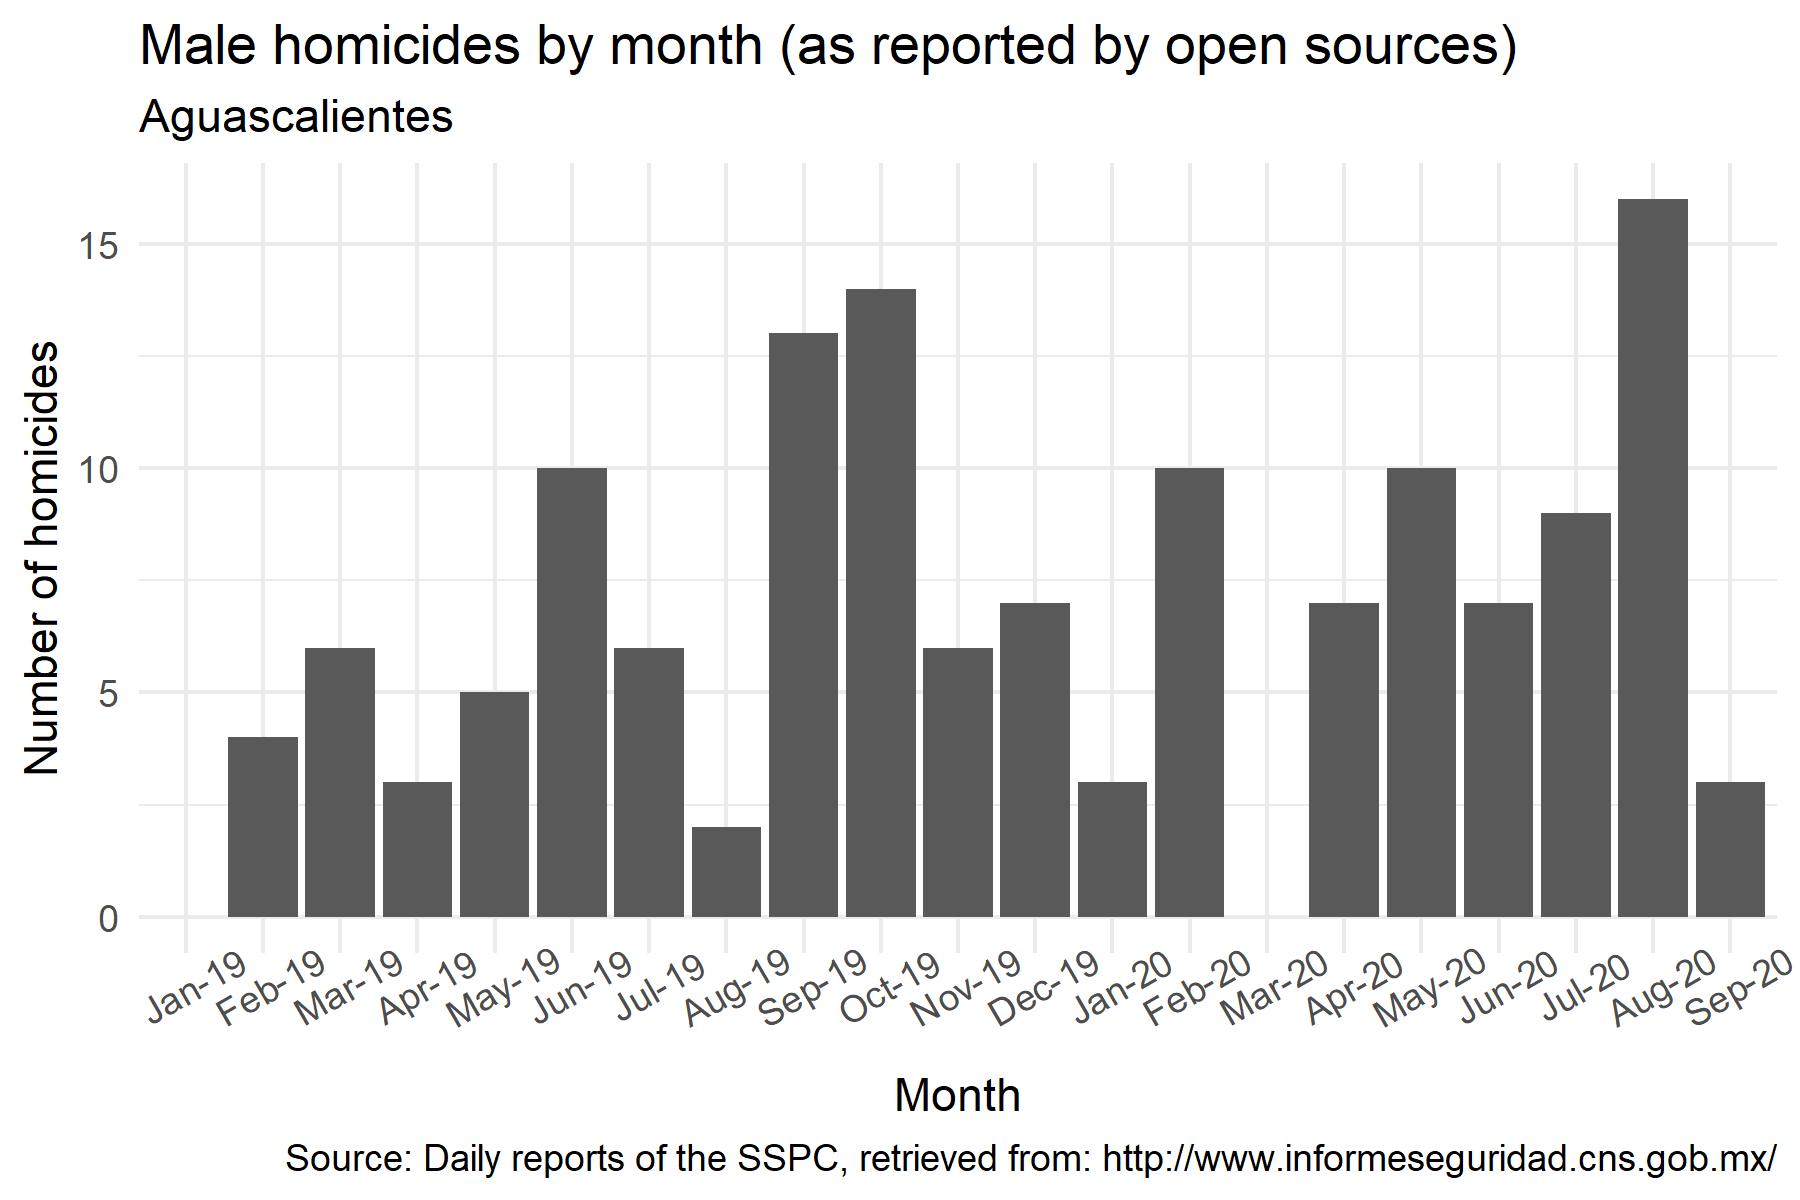 Male homicides by month (as reported by open sources)
Aguascalientes
Number of homicides
15
10
5
0
Jan-19
Feb-19
Mar-19
Apr-19
May-19
Jun-19
Jul-19
Aug-19
Sep-19
Oct-19
Nov-19
Dec-19
Jan-20
Feb-20
Mar-20
Apr-20
May-20
Jun-20
Jul-20
Aug-20
Sep-20
Month
Source: Daily reports of the SSPC, retrieved from: http://www.informeseguridad.cns.gob.mx/